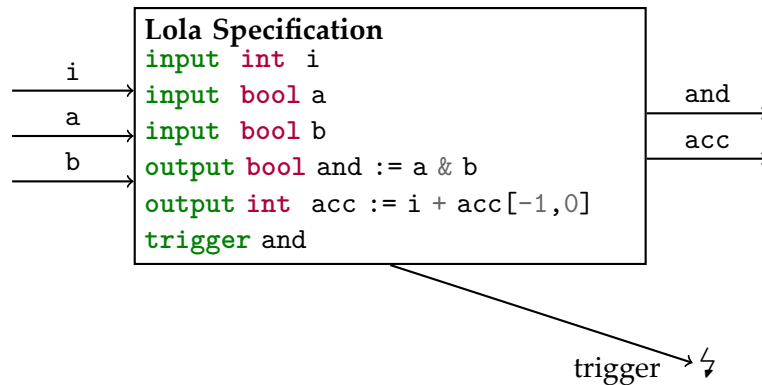 Lola Specification
input int i
input bool a
input bool b
output bool and := a & b
output int acc := i + acc[-1,0]
trigger and
i
a
b
and
acc
trigger